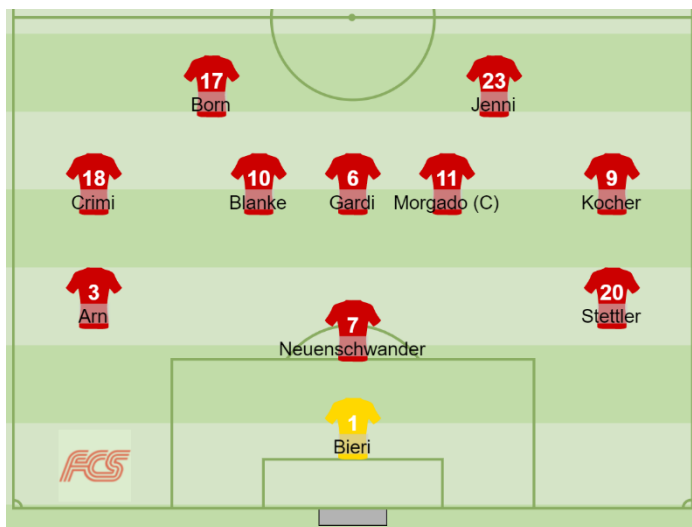 17
Born
23
Jenni
18
Crimi
10
Blanke
6
Gardi
11
Morgado (C)
9
Kocher
3
Arn
7
Neuenschwander
20
Stettler
1
Bieri
FCS